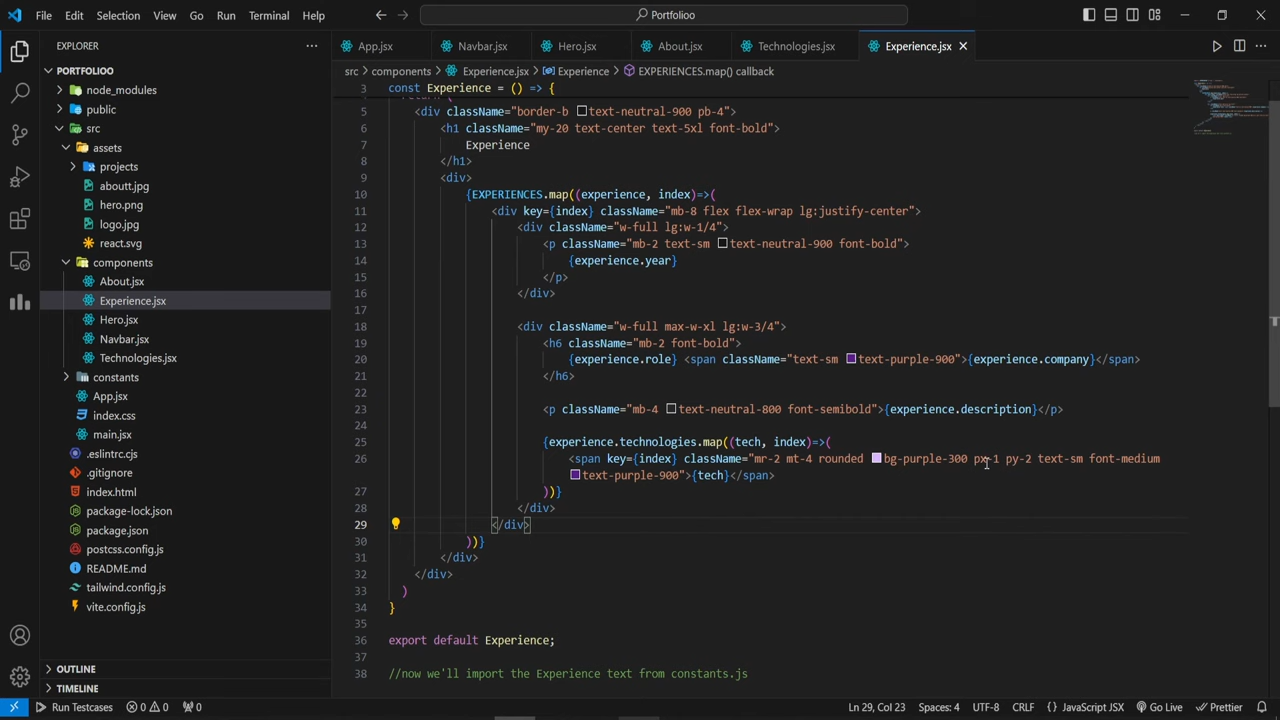 File Edit Selection View Go Run Terminal Help
Portfolioo
EXPLORER
PORTFOLIOO
node_modules
public
src
assets
projects
aboutt.jpg
hero.png
logo.jpg
react.svg
components
About.jsx
Experience.jsx
Hero.jsx
Navbar.jsx
Technologies.jsx
constants
App.jsx
index.css
main.jsx
.eslintrc.cjs
.gitignore
index.html
package-lock.json
package.json
postcss.config.js
README.md
tailwind.config.js
vite.config.js
OUTLINE
TIMELINE
App.jsx Navbar.jsx Hero.jsx About.jsx Technologies.jsx Experience.jsx
src components Experience.jsx Experience EXPERIENCES.map() callback
3 const Experience = () => {
return (
5 <div className="border-b text-neutral-900 pb-4">
6 <h1 className="my-20 text-center text-5xl font-bold">
7 Experience
8 </h1>
9 <div>
10 {EXPERIENCES.map((experience, index)=>(
11 <div key={index} className="mb-8 flex flex-wrap lg:justify-center">
12 <div className="w-full lg:w-1/4">
13 <p className="mb-2 text-sm text-neutral-900 font-bold">
14 {experience.year}
15 </p>
16 </div>
17
18 <div className="w-full max-w-xl lg:w-3/4">
19 <h6 className="mb-2 font-bold">
20 {experience.role} <span className="text-sm text-purple-900">{experience.company}</span>
21 </h6>
22
23 <p className="mb-4 text-neutral-800 font-semibold">{experience.description}</p>
24
25 {experience.technologies.map((tech, index)=>(
26 <span key={index} className="mr-2 mt-4 rounded bg-purple-300 px-1 py-2 text-sm font-medium
text-purple-900">{tech}</span>
27 ))}
28 </div>
29 </div>
30 ))}
31 </div>
32 </div>
33 )
34 }
35
36 export default Experience;
37
38 //now we'll import the Experience text from constants.js
Run Testcases 0 0 0 Ln 29, Col 23 Spaces: 4 UTF-8 CRLF JavaScript JSX Go Live Prettier